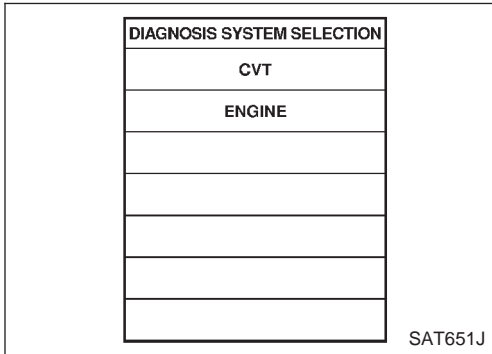 DIAGNOSIS SYSTEM SELECTION
CVT
ENGINE
SAT651J